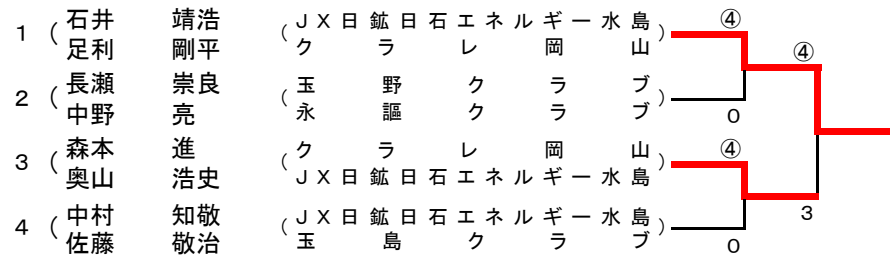 1 ( 石井 靖浩 ( JX日鉱日石エネルギー水島 ) ④
足利 剛平 クラレ岡山 ④
2 ( 長瀬 崇良 ( 玉野クラブ )
中野 亮 永謳クラブ 0
3 ( 森本 進 ( クラレ岡山 ) ④
奥山 浩史 JX日鉱日石エネルギー水島
4 ( 中村 知敬 ( JX日鉱日石エネルギー水島 ) 3
佐藤 敬治 玉島クラブ 0